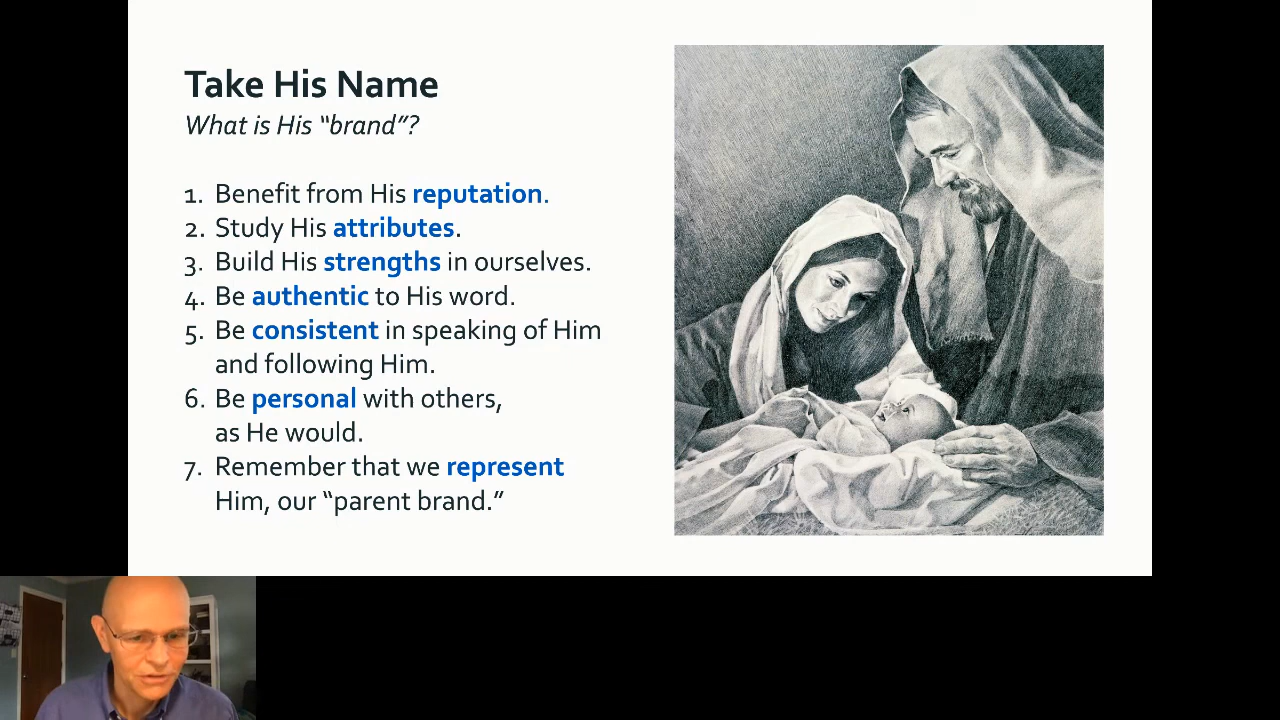 Take His Name
What is His “brand”?
1. Benefit from His reputation.
2. Study His attributes.
3. Build His strengths in ourselves.
4. Be authentic to His word.
5. Be consistent in speaking of Him
and following Him.
6. Be personal with others,
as He would.
7. Remember that we represent
Him, our “parent brand.”